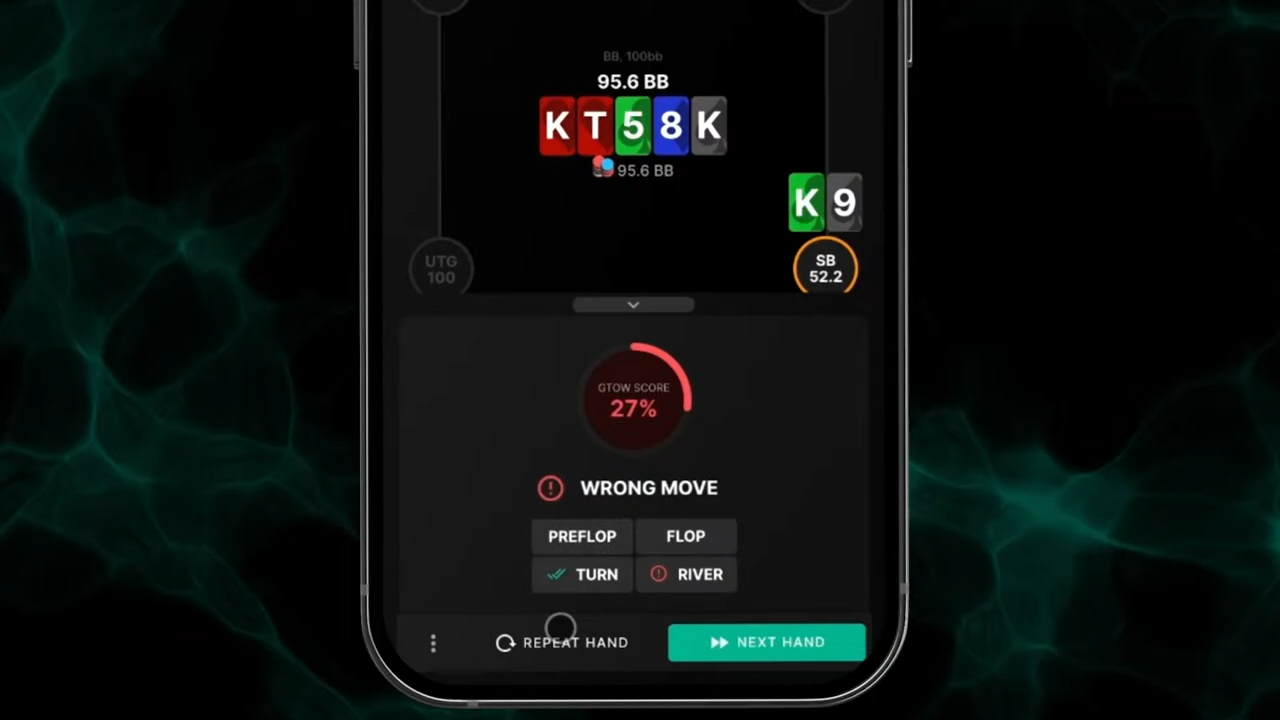 BB, 100bb
95.6 BB
K T 5 8 K
95.6 BB
K 9
UTG
100
SB
52.2
GTOW SCORE
27%
WRONG MOVE
PREFLOP FLOP
TURN RIVER
REPEAT HAND NEXT HAND